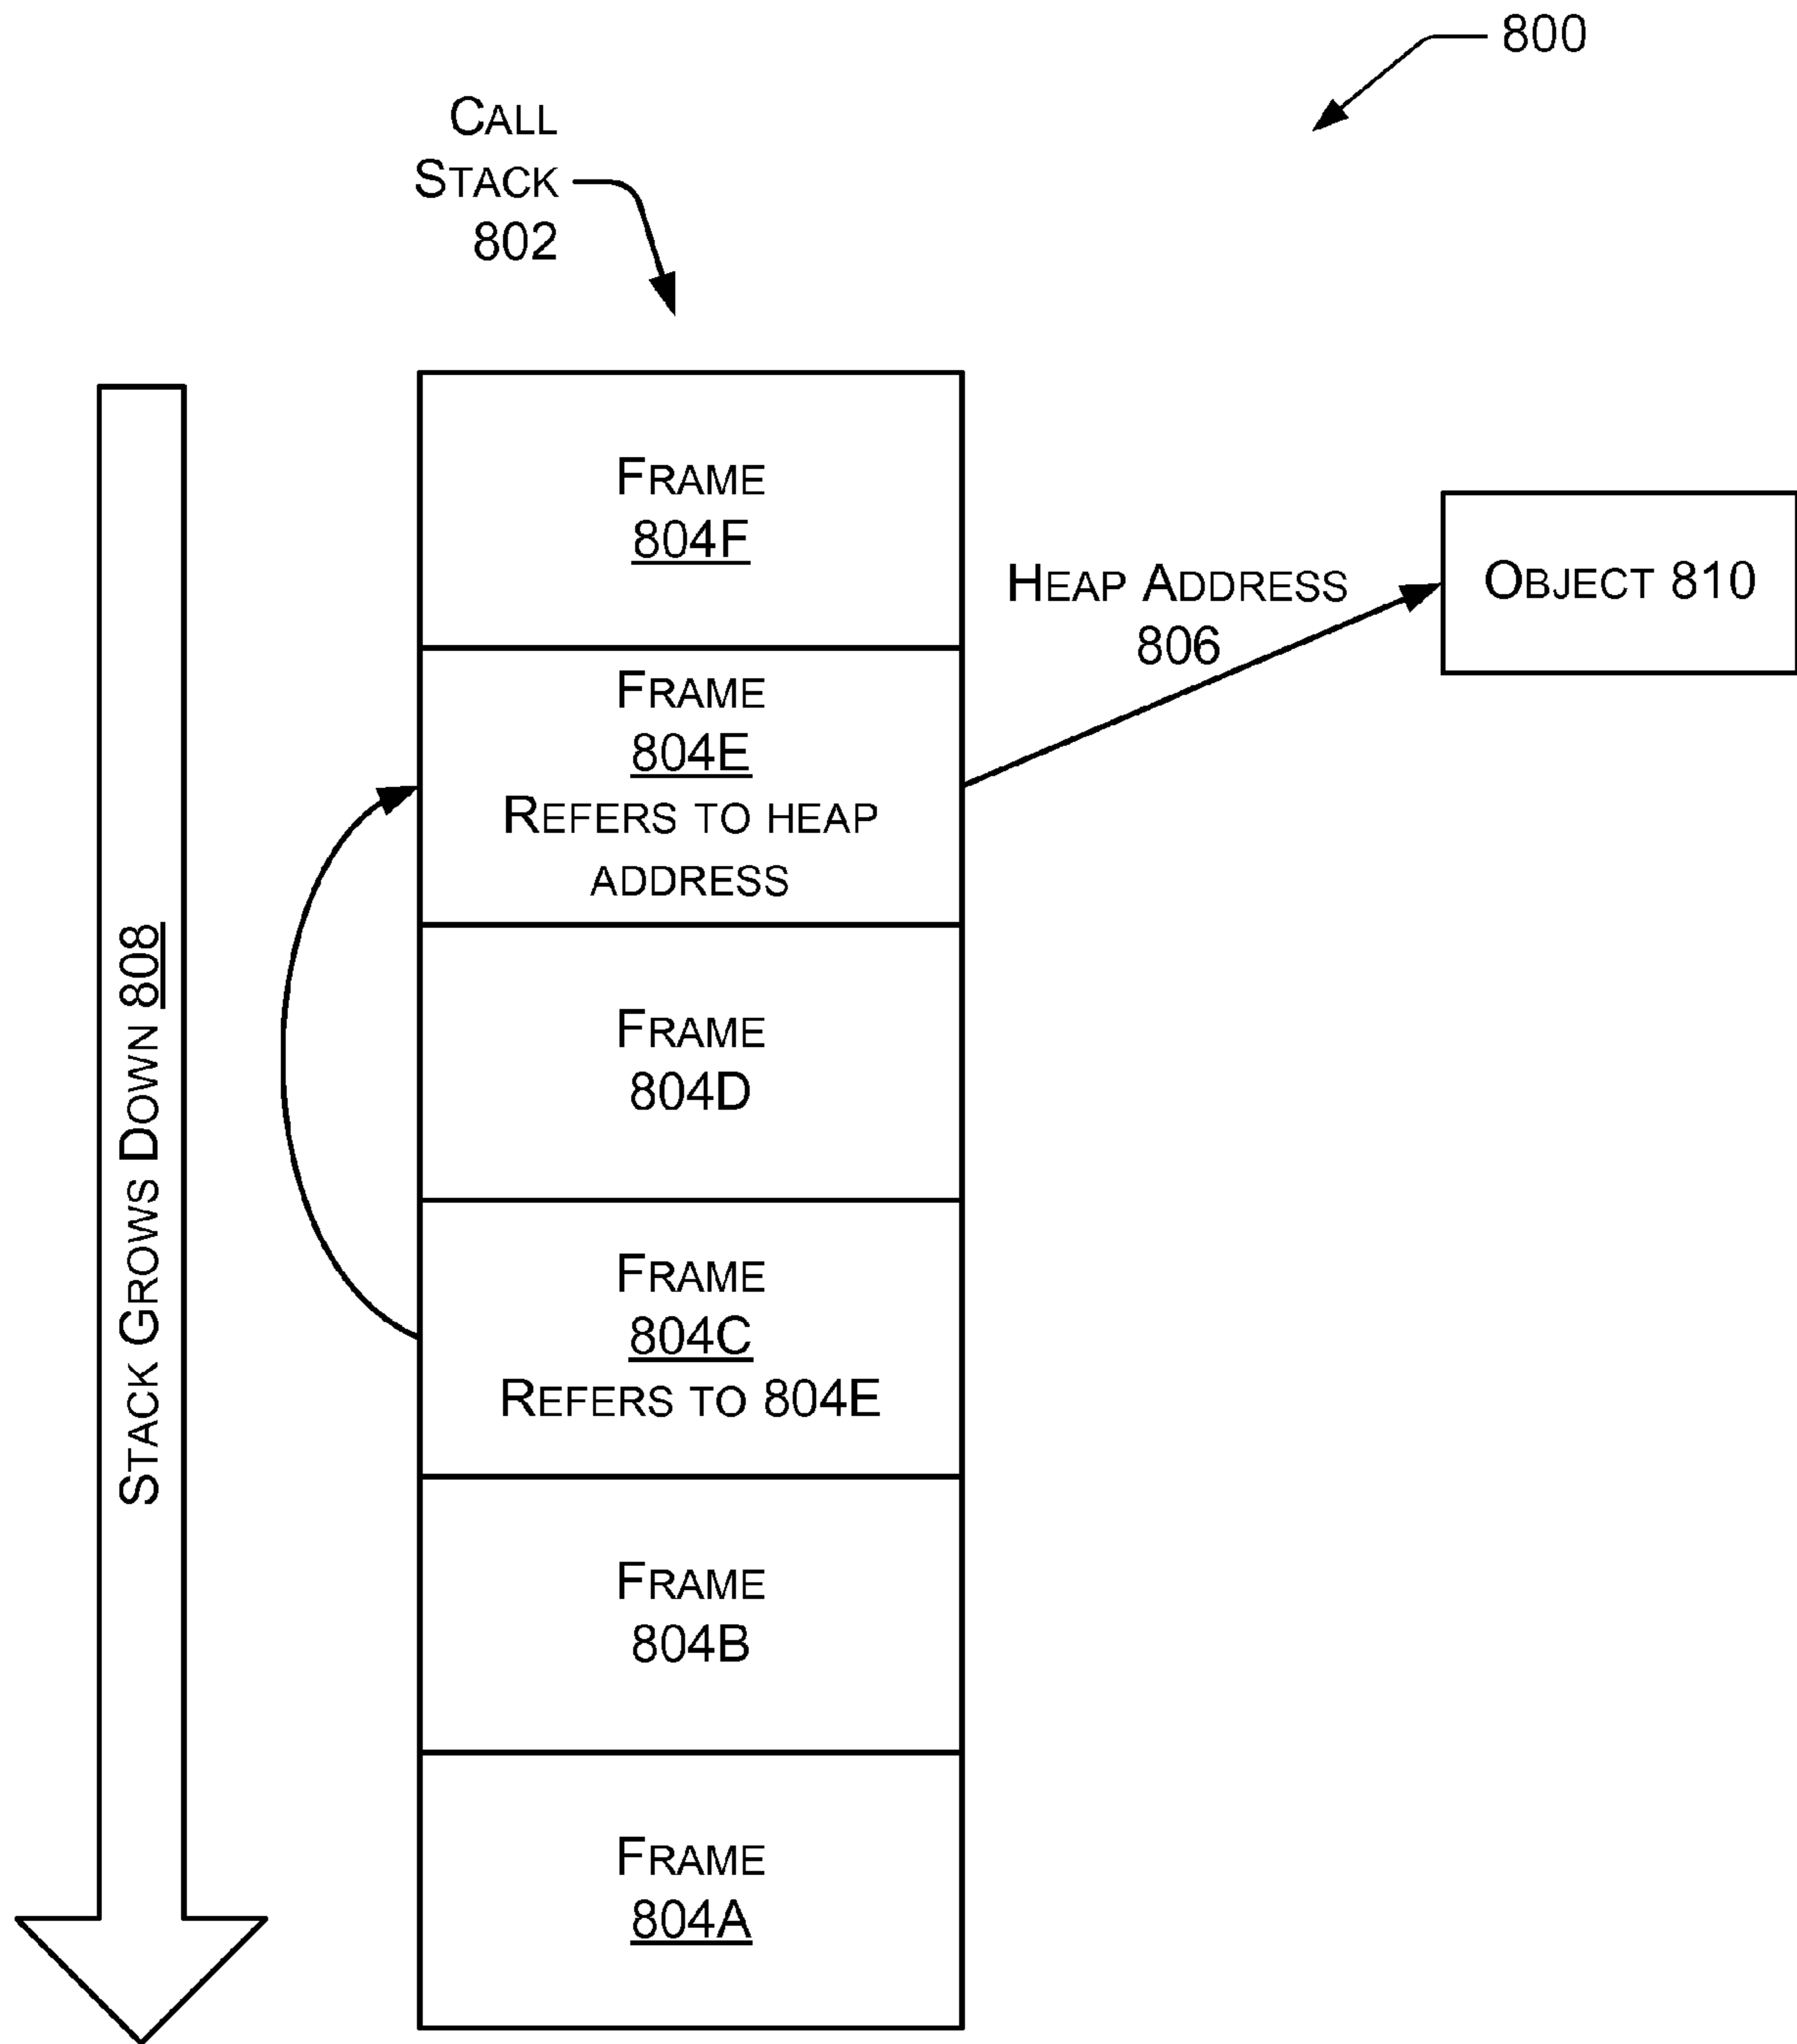 800
CALL
STACK
802
FRAME
804F
HEAP ADDRESS
806
OBJECT 810
FRAME
804E
REFERS TO HEAP
ADDRESS
FRAME
804D
STACK GROWS DOWN 808
FRAME
804C
REFERS TO 804E
FRAME
804B
FRAME
804A